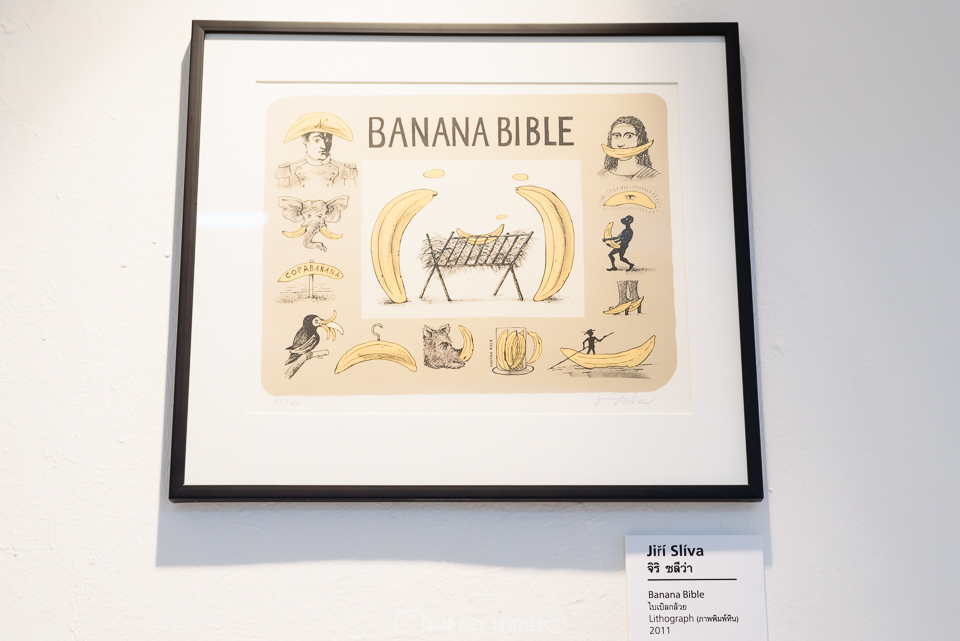 BANANA BIBLE
N
COPABANANA
Jiří Slíva
จิริ ซลีว่า
Banana Bible
ไบเบิลกล้วย
Lithograph (ภาพพิมพ์หิน)
2011